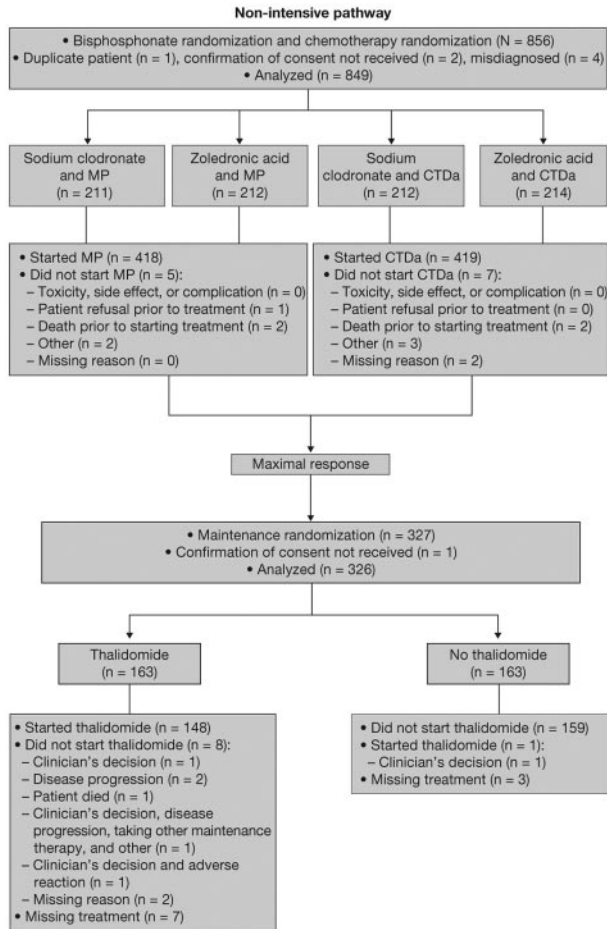 Non-intensive pathway
• Bisphosphonate randomization and chemotherapy randomization (N = 856)
• Duplicate patient (n = 1), confirmation of consent not received (n = 2), misdiagnosed (n = 4)
• Analyzed (n = 849)
Sodium clodronate
and MP
(n = 211)
Zoledronic acid
and MP
(n = 212)
Sodium
clodronate and CTDa
(n = 212)
Zoledronic acid
and CTDa
(n = 214)
• Started MP (n = 418)
• Did not start MP (n = 5):
– Toxicity, side effect, or complication (n = 0)
– Patient refusal prior to treatment (n = 1)
– Death prior to starting treatment (n = 2)
– Other (n = 2)
– Missing reason (n = 0)
• Started CTDa (n = 419)
• Did not start CTDa (n = 7):
– Toxicity, side effect, or complication (n = 0)
– Patient refusal prior to treatment (n = 0)
– Death prior to starting treatment (n = 2)
– Other (n = 3)
– Missing reason (n = 2)
Maximal response
• Maintenance randomization (n = 327)
• Confirmation of consent not received (n = 1)
• Analyzed (n = 326)
Thalidomide
(n = 163)
No thalidomide
(n = 163)
• Started thalidomide (n = 148)
• Did not start thalidomide (n = 8):
– Clinician's decision (n = 1)
– Disease progression (n = 2)
– Patient died (n = 1)
– Clinician's decision, disease
progression, taking other maintenance
therapy, and other (n = 1)
– Clinician's decision and adverse
reaction (n = 1)
– Missing reason (n = 2)
• Missing treatment (n = 7)
• Did not start thalidomide (n = 159)
• Started thalidomide (n = 1):
– Clinician's decision (n = 1)
• Missing treatment (n = 3)